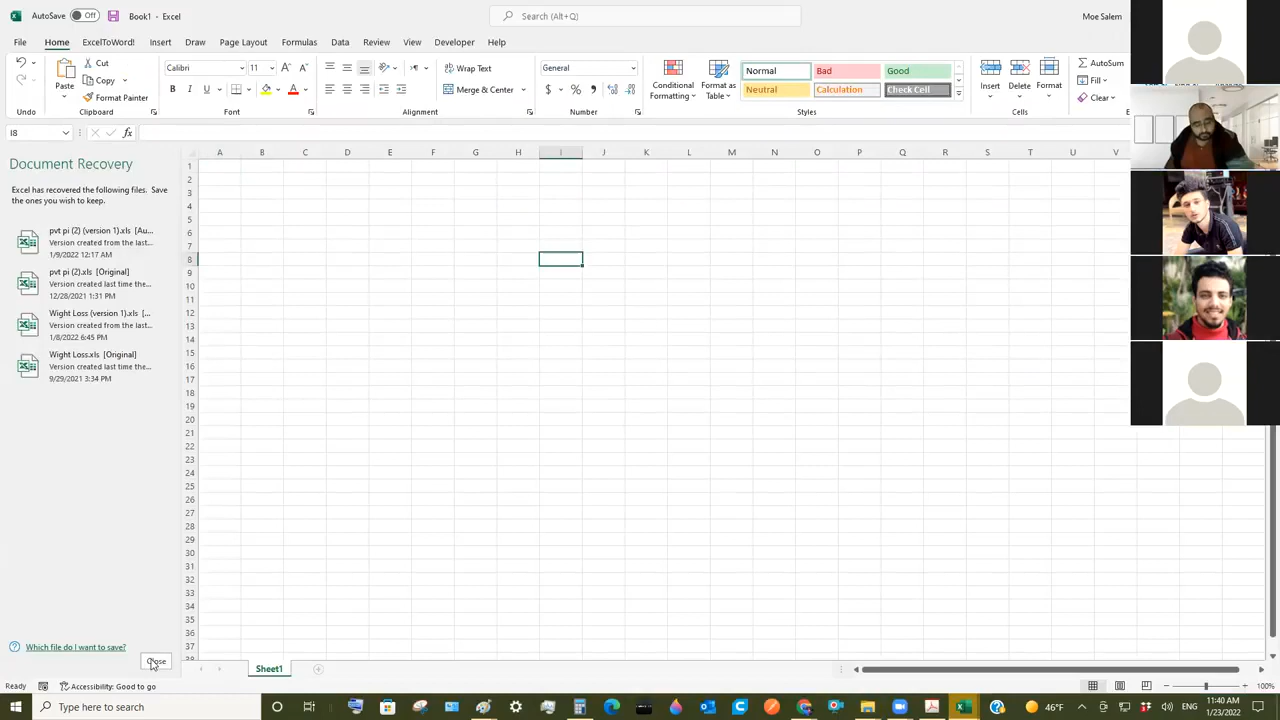 AutoSave Off Book1 - Excel Search (Alt+Q) Moe Salem
File Home ExcelToWord! Insert Draw Page Layout Formulas Data Review View Developer Help
Cut
Copy
Format Painter
Paste
Undo Clipboard
Calibri 11
B I U A
Font
Wrap Text
Merge & Center
Alignment
General
$ % ,
Number
Conditional Formatting
Format as Table
Normal Bad Good
Neutral Calculation Check Cell
Styles
Insert Delete Format
Cells
AutoSum
Fill
Clear
I8 fx
Document Recovery
Excel has recovered the following files. Save
the ones you wish to keep.
pvt pi (2) (version 1).xls [Au...
Version created from the last...
1/9/2022 12:17 AM
pvt pi (2).xls [Original]
Version created last time the...
12/28/2021 1:31 PM
Wight Loss (version 1).xls [...
Version created from the last...
1/8/2022 6:45 PM
Wight Loss.xls [Original]
Version created last time the...
9/29/2021 3:34 PM
Which file do I want to save?
Close
A B C D E F G H I J K L M N O P Q R S T U V
1
2
3
4
5
6
7
8
9
10
11
12
13
14
15
16
17
18
19
20
21
22
23
24
25
26
27
28
29
30
31
32
33
34
35
36
37
38
Sheet1
Ready Accessibility: Good to go 100%
Type here to search
46°F
11:40 AM
1/23/2022